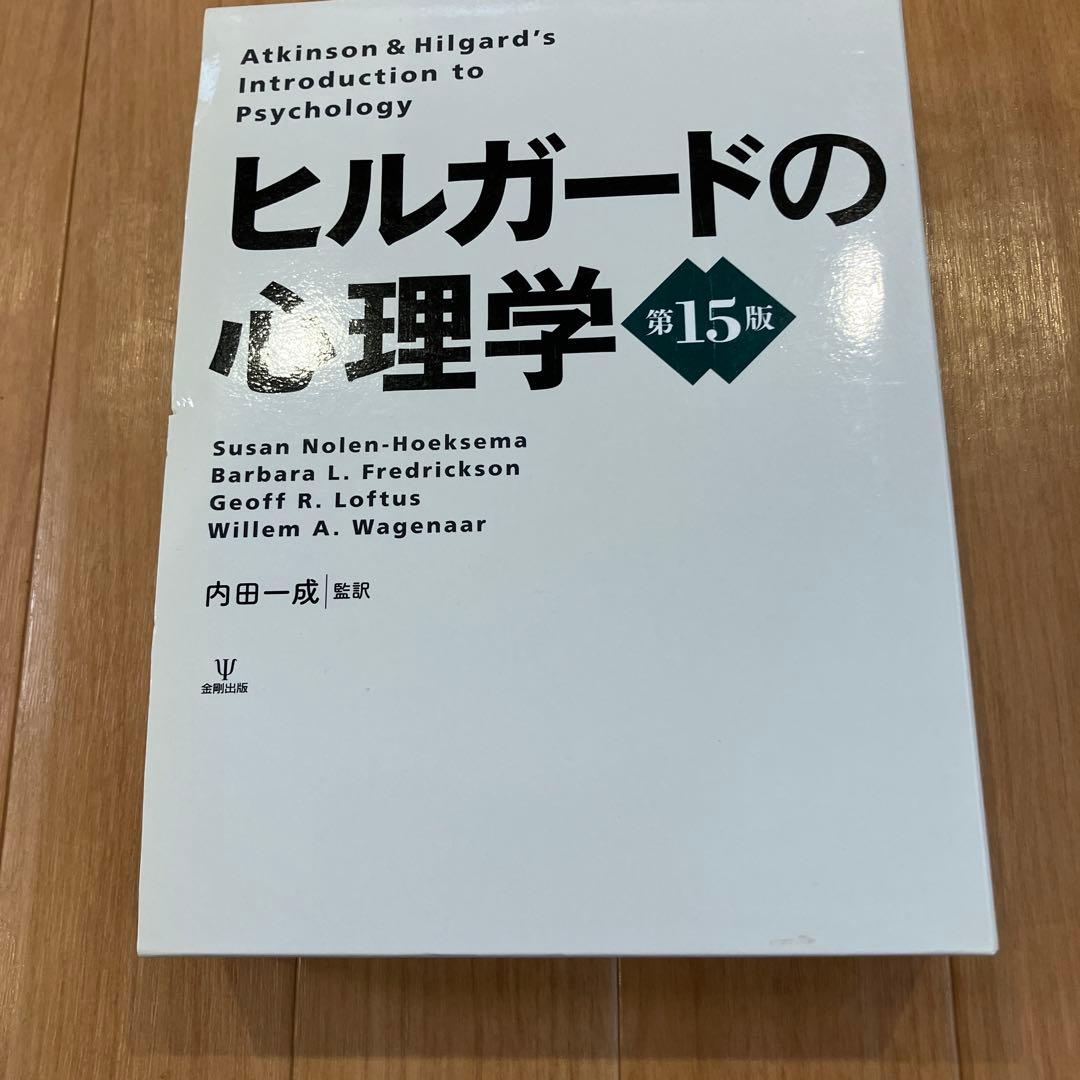 Atkinson & Hilgard's
Introduction to
Psychology
ヒルガードの
心理学
第15版
Susan Nolen-Hoeksema
Barbara L. Fredrickson
Geoff R. Loftus
Willem A. Wagenaar
内田一成|監訳
Ψ
金剛出版